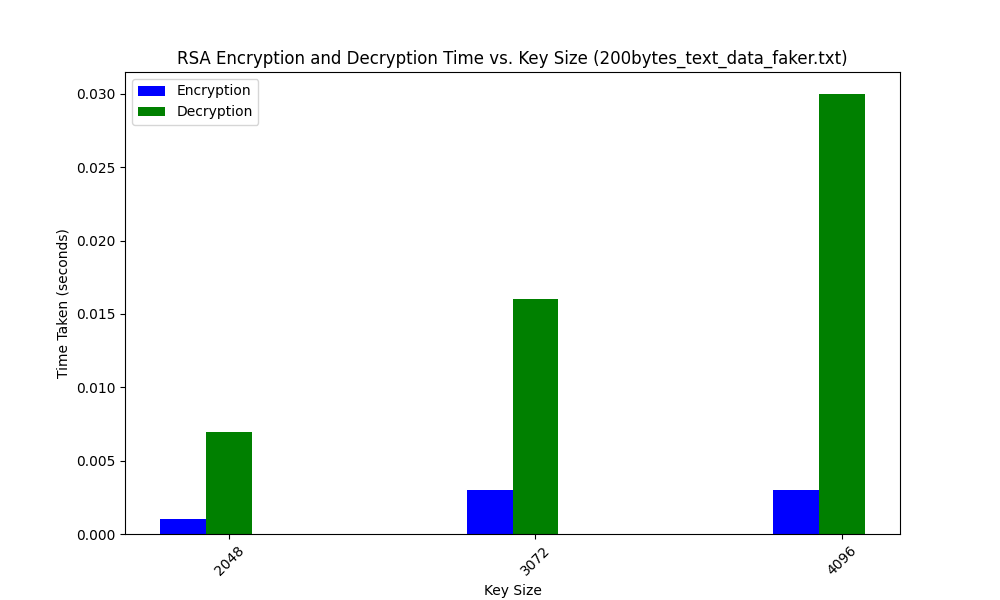 RSA Encryption and Decryption Time vs. Key Size (200bytes_text_data_faker.txt)
Encryption
Decryption
0.030
0.025
0.020
0.015
0.010
0.005
0.000
Time Taken (seconds)
2048
3072
4096
Key Size